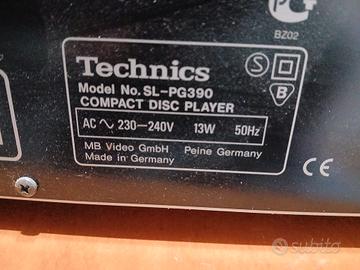 BZ02
Technics
S
Model No. SL-PG390
COMPACT DISC PLAYER
B
AC 230—240V 13W 50Hz
MB Video GmbH Peine Germany
Made in Germany
CE
subito